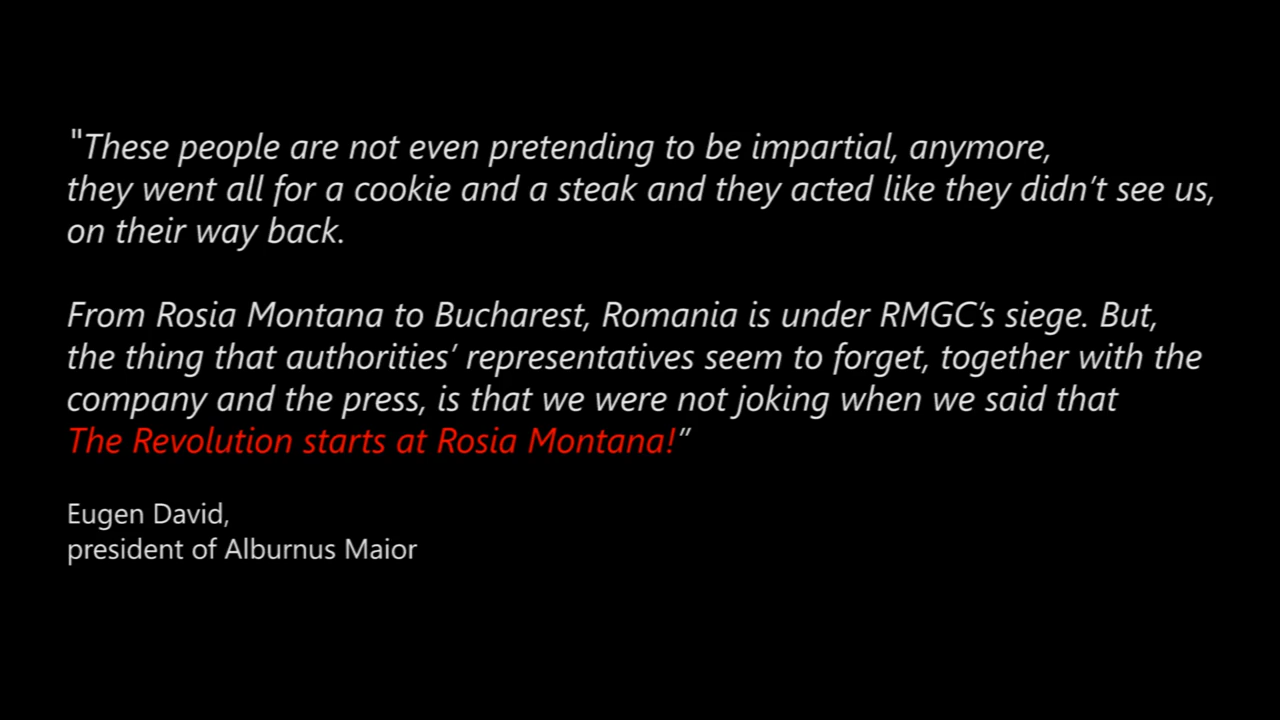 "These people are not even pretending to be impartial, anymore,
they went all for a cookie and a steak and they acted like they didn’t see us,
on their way back.
From Rosia Montana to Bucharest, Romania is under RMGC’s siege. But,
the thing that authorities’ representatives seem to forget, together with the
company and the press, is that we were not joking when we said that
The Revolution starts at Rosia Montana!”
Eugen David,
president of Alburnus Maior